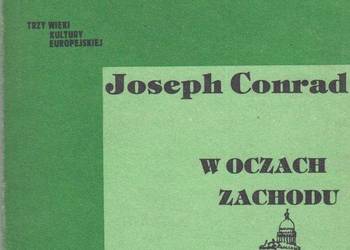 TRZY WIEKI
KULTURY
EUROPEJSKIEJ
Joseph Conrad
W OCZACH
ZACHODU